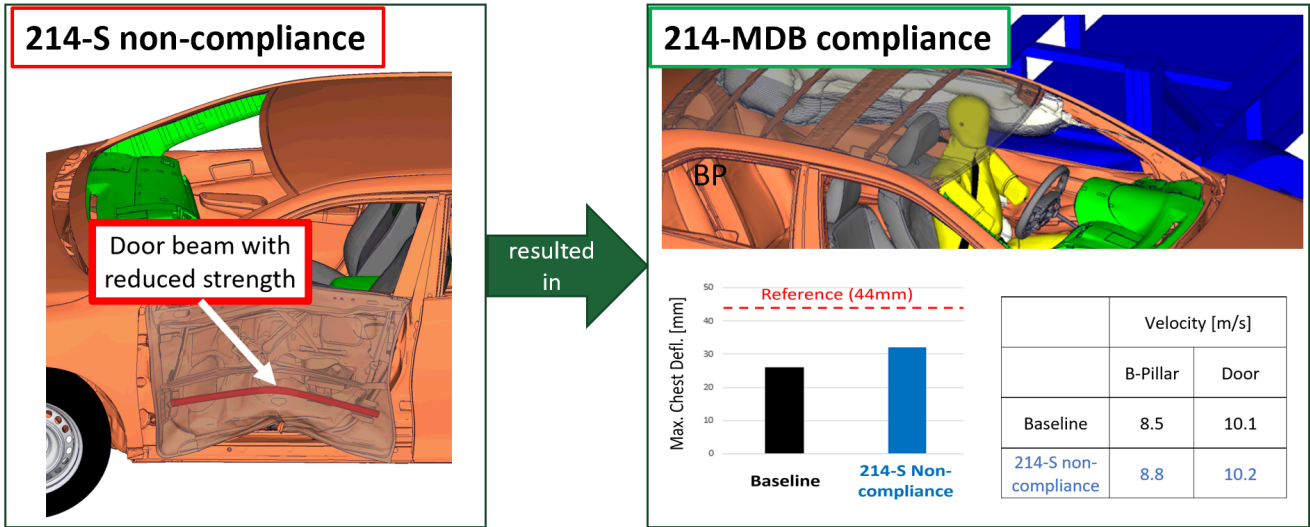 214-S non-compliance
Door beam with
reduced strength
resulted
in
214-MDB compliance
BP
Max. Chest Defl. [mm]
50
40
30
20
10
0
Reference (44mm)
Baseline
214-S Non-
compliance
Velocity [m/s]
B-Pillar Door
Baseline 8.5 10.1
214-S non-
compliance 8.8 10.2